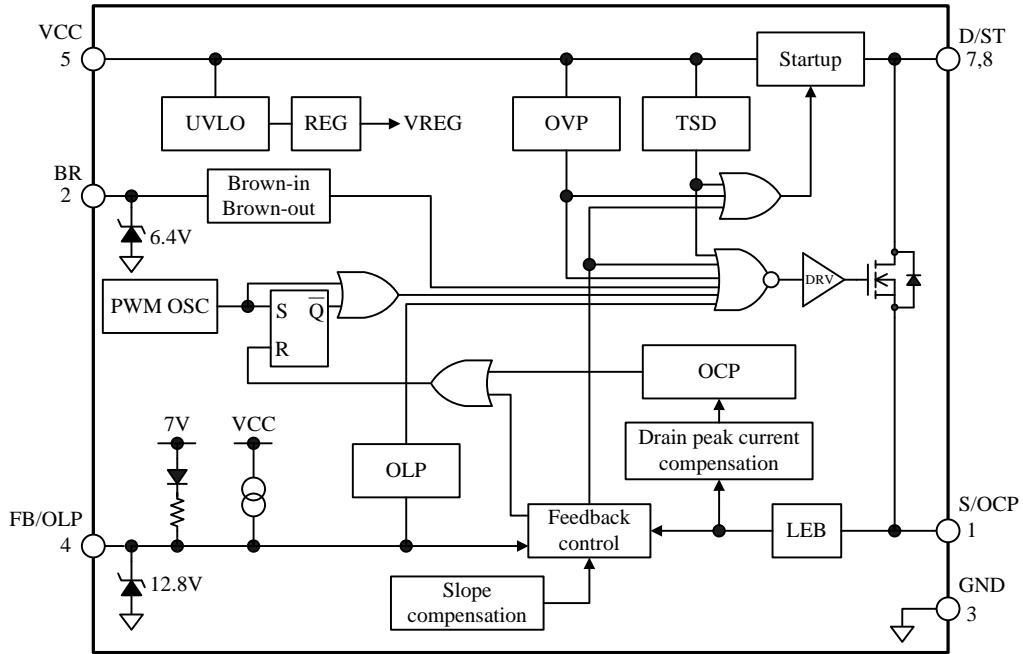 VCC
5
D/ST
7,8
Startup
UVLO
REG
VREG
OVP
TSD
BR
2
Brown-in
Brown-out
6.4V
PWM OSC
S
Q̅
R
DRV
OCP
7V
VCC
OLP
Drain peak current
compensation
FB/OLP
4
Feedback
control
LEB
S/OCP
1
12.8V
Slope
compensation
GND
3